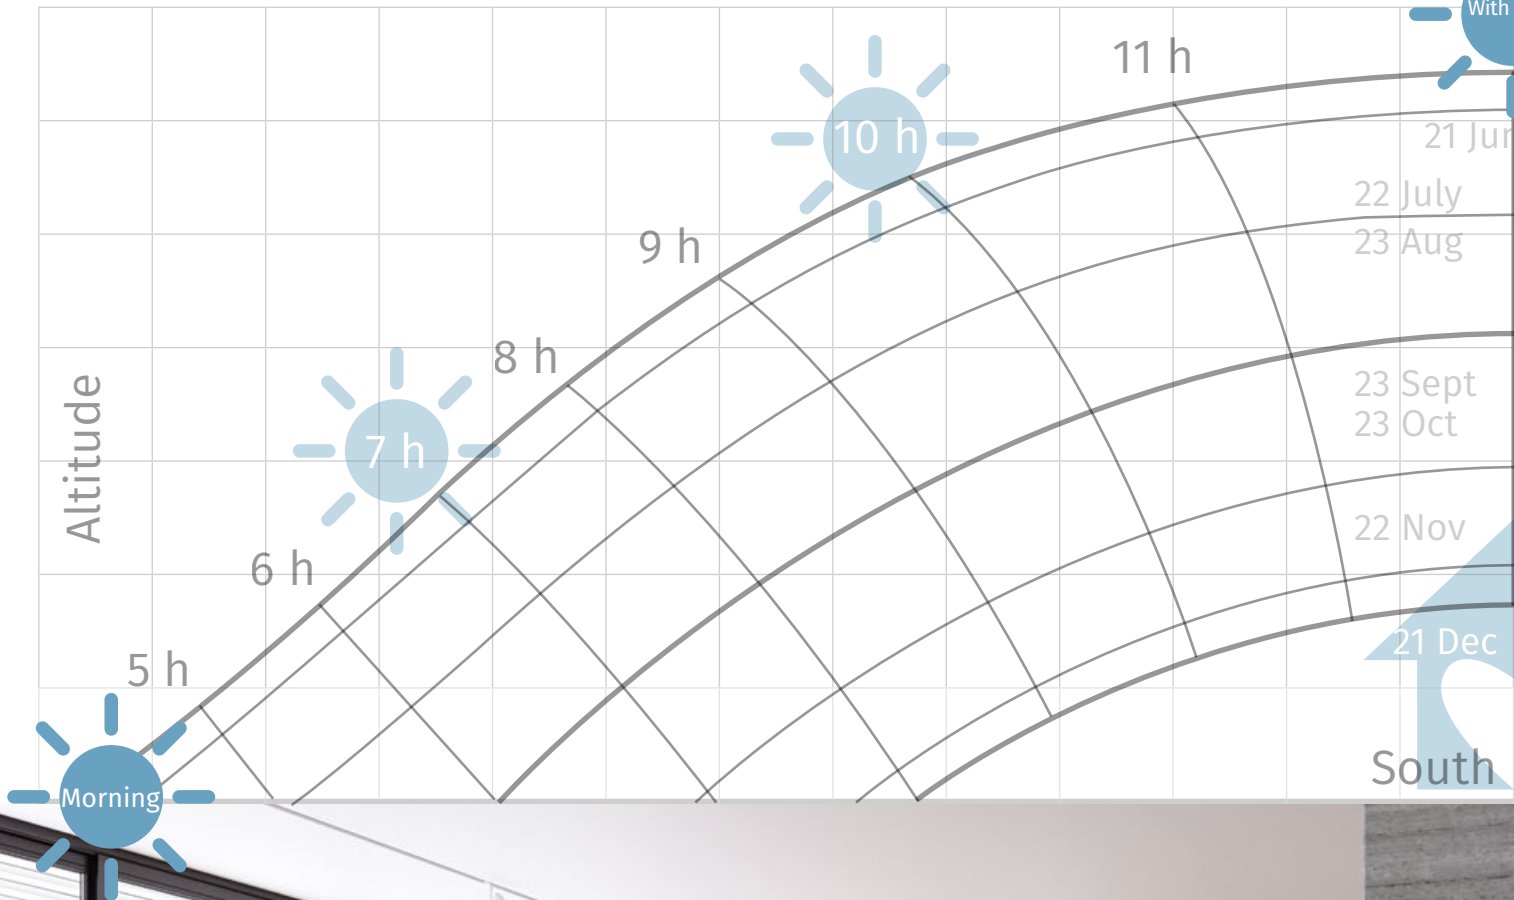 With
11 h
10 h
21 Jun
22 July
9 h
23 Aug
8 h
23 Sept
Altitude
23 Oct
7 h
22 Nov
6 h
21 Dec
5 h
South
Morning